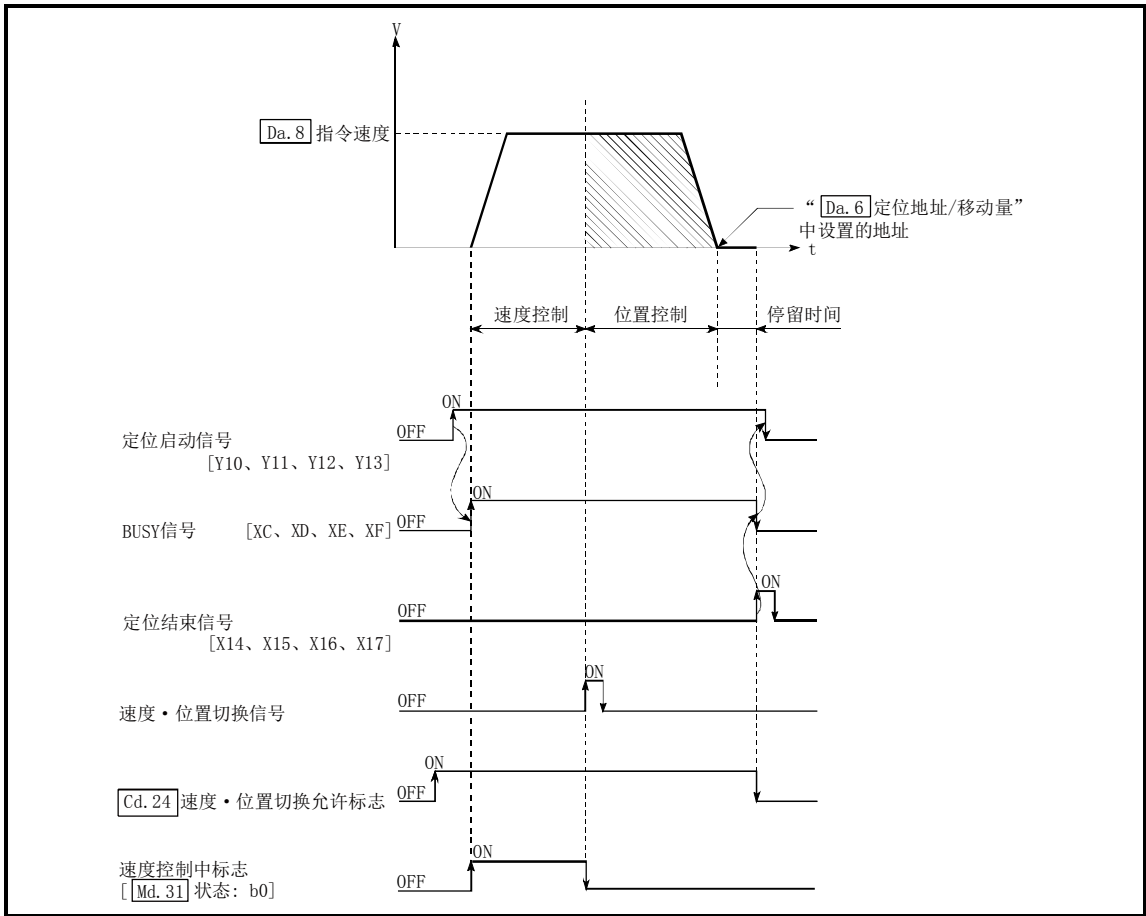 V
Da.8 指令速度
“ Da.6 定位地址/移动量”
中设置的地址
t
速度控制
位置控制
停留时间
ON
OFF
定位启动信号
[Y10、Y11、Y12、Y13]
ON
OFF
BUSY信号 [XC、XD、XE、XF]
ON
OFF
定位结束信号
[X14、X15、X16、X17]
ON
OFF
速度·位置切换信号
ON
OFF
Cd.24 速度·位置切换允许标志
ON
OFF
速度控制中标志
[ Md.31 状态: b0]